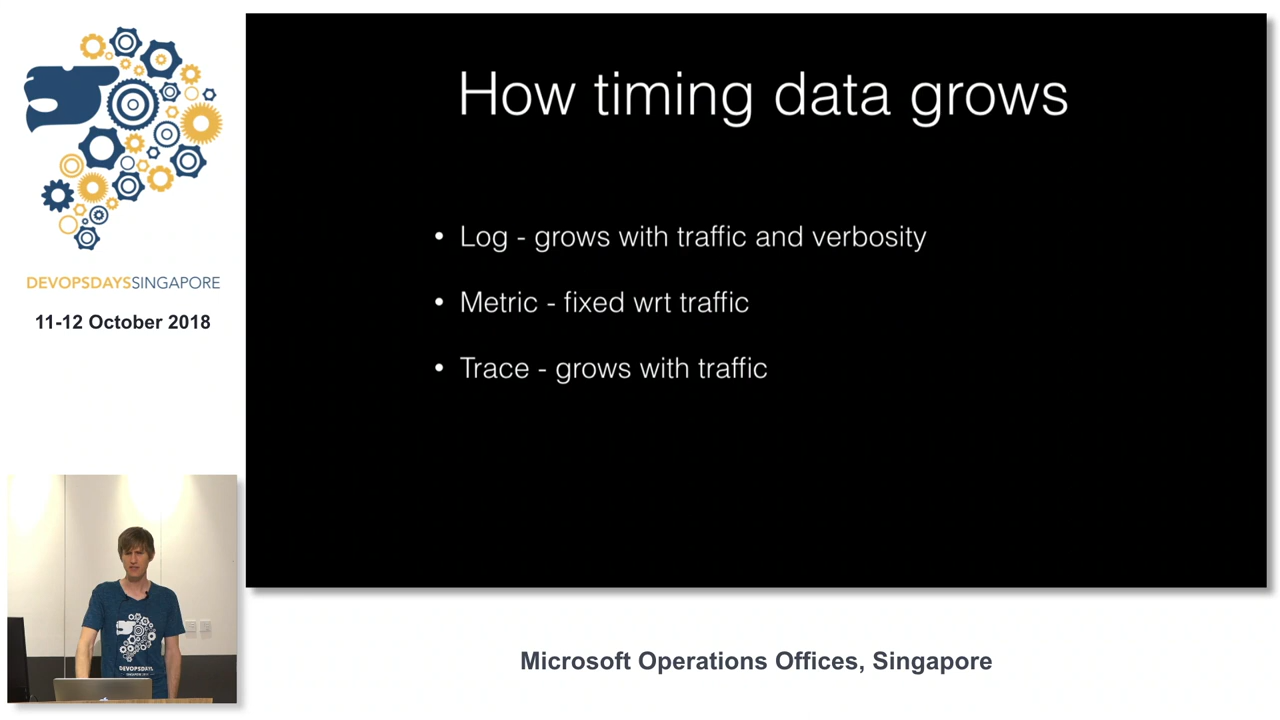 How timing data grows
• Log - grows with traffic and verbosity
• Metric - fixed wrt traffic
• Trace - grows with traffic
DEVOPSDAYSSINGAPORE
11-12 October 2018
DEVOPSDAYS
Microsoft Operations Offices, Singapore